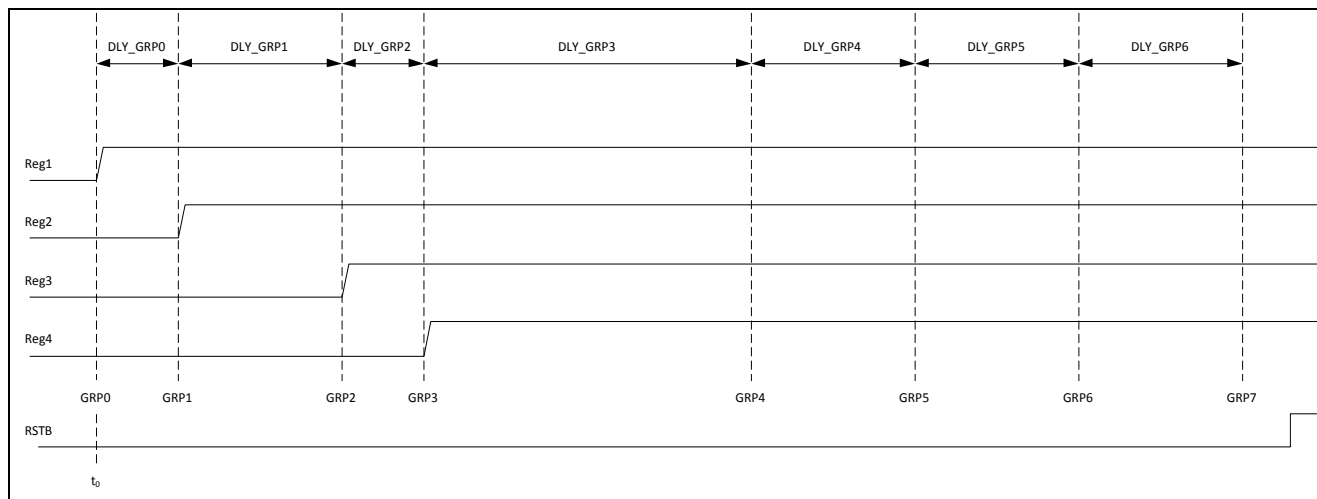 DLY_GRP0 DLY_GRP1 DLY_GRP2 DLY_GRP3 DLY_GRP4 DLY_GRP5 DLY_GRP6
Reg1
Reg2
Reg3
Reg4
GRP0 GRP1 GRP2 GRP3 GRP4 GRP5 GRP6 GRP7
RSTB
t₀